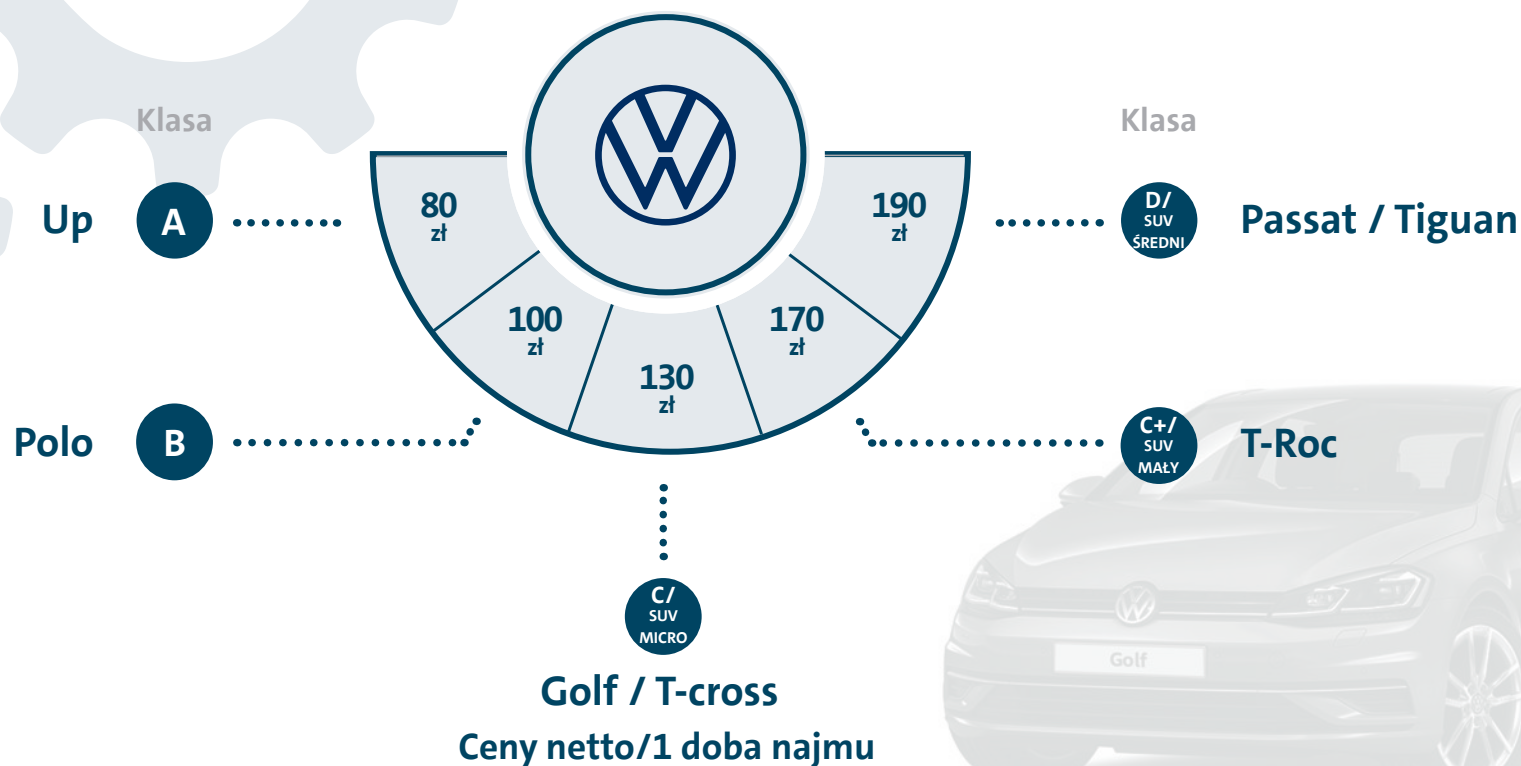 Klasa
Klasa
Up
A
80
zł
190
zł
D/
SUV
ŚREDNI
Passat / Tiguan
100
zł
170
zł
130
zł
Polo
B
C+/
SUV
MAŁY
T-Roc
C/
SUV
MICRO
Golf
Golf / T-cross
Ceny netto/1 doba najmu